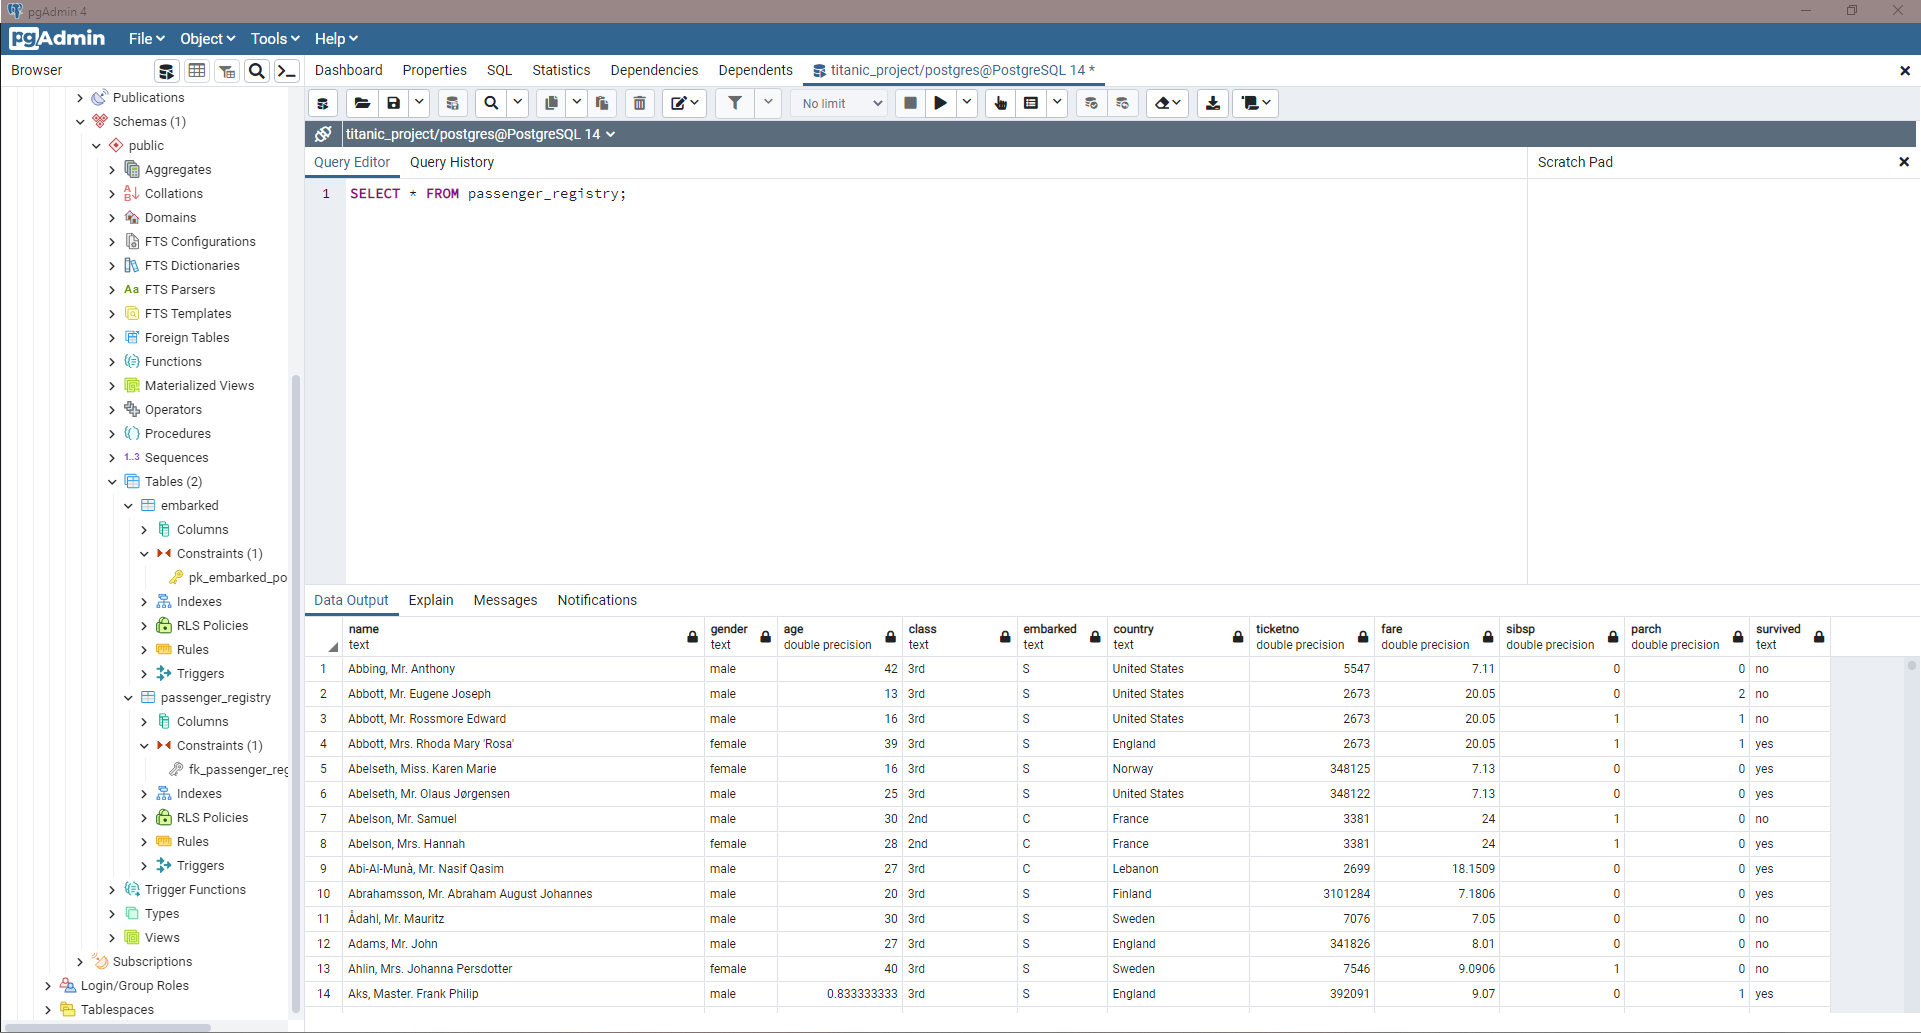 pgAdmin 4
pgAdmin File Object Tools Help
Browser
Dashboard Properties SQL Statistics Dependencies Dependents titanic_project/postgres@PostgreSQL 14 *
No limit
titanic_project/postgres@PostgreSQL 14
Query Editor Query History
Scratch Pad
1 SELECT * FROM passenger_registry;
Publications
Schemas (1)
public
Aggregates
Collations
Domains
FTS Configurations
FTS Dictionaries
Aa FTS Parsers
FTS Templates
Foreign Tables
Functions
Materialized Views
Operators
Procedures
1..3 Sequences
Tables (2)
embarked
Columns
Constraints (1)
pk_embarked_po
Indexes
RLS Policies
Rules
Triggers
passenger_registry
Columns
Constraints (1)
fk_passenger_reg
Indexes
RLS Policies
Rules
Triggers
Trigger Functions
Types
Views
Subscriptions
Login/Group Roles
Tablespaces
Data Output Explain Messages Notifications
name gender age class embarked country ticketno fare sibsp parch survived
text text double precision text text text double precision double precision double precision double precision text
1 Abbing, Mr. Anthony male 42 3rd S United States 5547 7.11 0 0 no
2 Abbott, Mr. Eugene Joseph male 13 3rd S United States 2673 20.05 0 2 no
3 Abbott, Mr. Rossmore Edward male 16 3rd S United States 2673 20.05 1 1 no
4 Abbott, Mrs. Rhoda Mary 'Rosa' female 39 3rd S England 2673 20.05 1 1 yes
5 Abelseth, Miss. Karen Marie female 16 3rd S Norway 348125 7.13 0 0 yes
6 Abelseth, Mr. Olaus Jørgensen male 25 3rd S United States 348122 7.13 0 0 yes
7 Abelson, Mr. Samuel male 30 2nd C France 3381 24 1 0 no
8 Abelson, Mrs. Hannah female 28 2nd C France 3381 24 1 0 yes
9 Abi-Al-Munà, Mr. Nasif Qasim male 27 3rd C Lebanon 2699 18.1509 0 0 yes
10 Abrahamsson, Mr. Abraham August Johannes male 20 3rd S Finland 3101284 7.1806 0 0 yes
11 Ådahl, Mr. Mauritz male 30 3rd S Sweden 7076 7.05 0 0 no
12 Adams, Mr. John male 27 3rd S England 341826 8.01 0 0 no
13 Ahlin, Mrs. Johanna Persdotter female 40 3rd S Sweden 7546 9.0906 1 0 no
14 Aks, Master. Frank Philip male 0.833333333 3rd S England 392091 9.07 0 1 yes